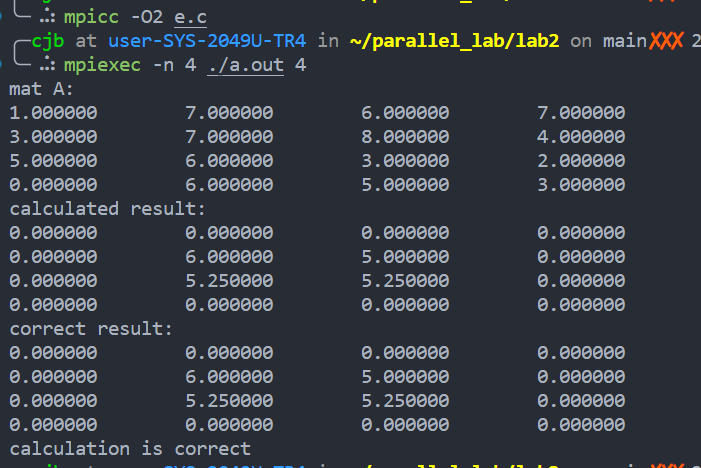 mpicc -O2 e.c
cjb at user-SYS-2049U-TR4 in ~/parallel_lab/lab2 on main✘✘✘ 2
mpiexec -n 4 ./a.out 4
mat A:
1.000000 7.000000 6.000000 7.000000
3.000000 7.000000 8.000000 4.000000
5.000000 6.000000 3.000000 2.000000
0.000000 6.000000 5.000000 3.000000
calculated result:
0.000000 0.000000 0.000000 0.000000
0.000000 6.000000 5.000000 0.000000
0.000000 5.250000 5.250000 0.000000
0.000000 0.000000 0.000000 0.000000
correct result:
0.000000 0.000000 0.000000 0.000000
0.000000 6.000000 5.000000 0.000000
0.000000 5.250000 5.250000 0.000000
0.000000 0.000000 0.000000 0.000000
calculation is correct